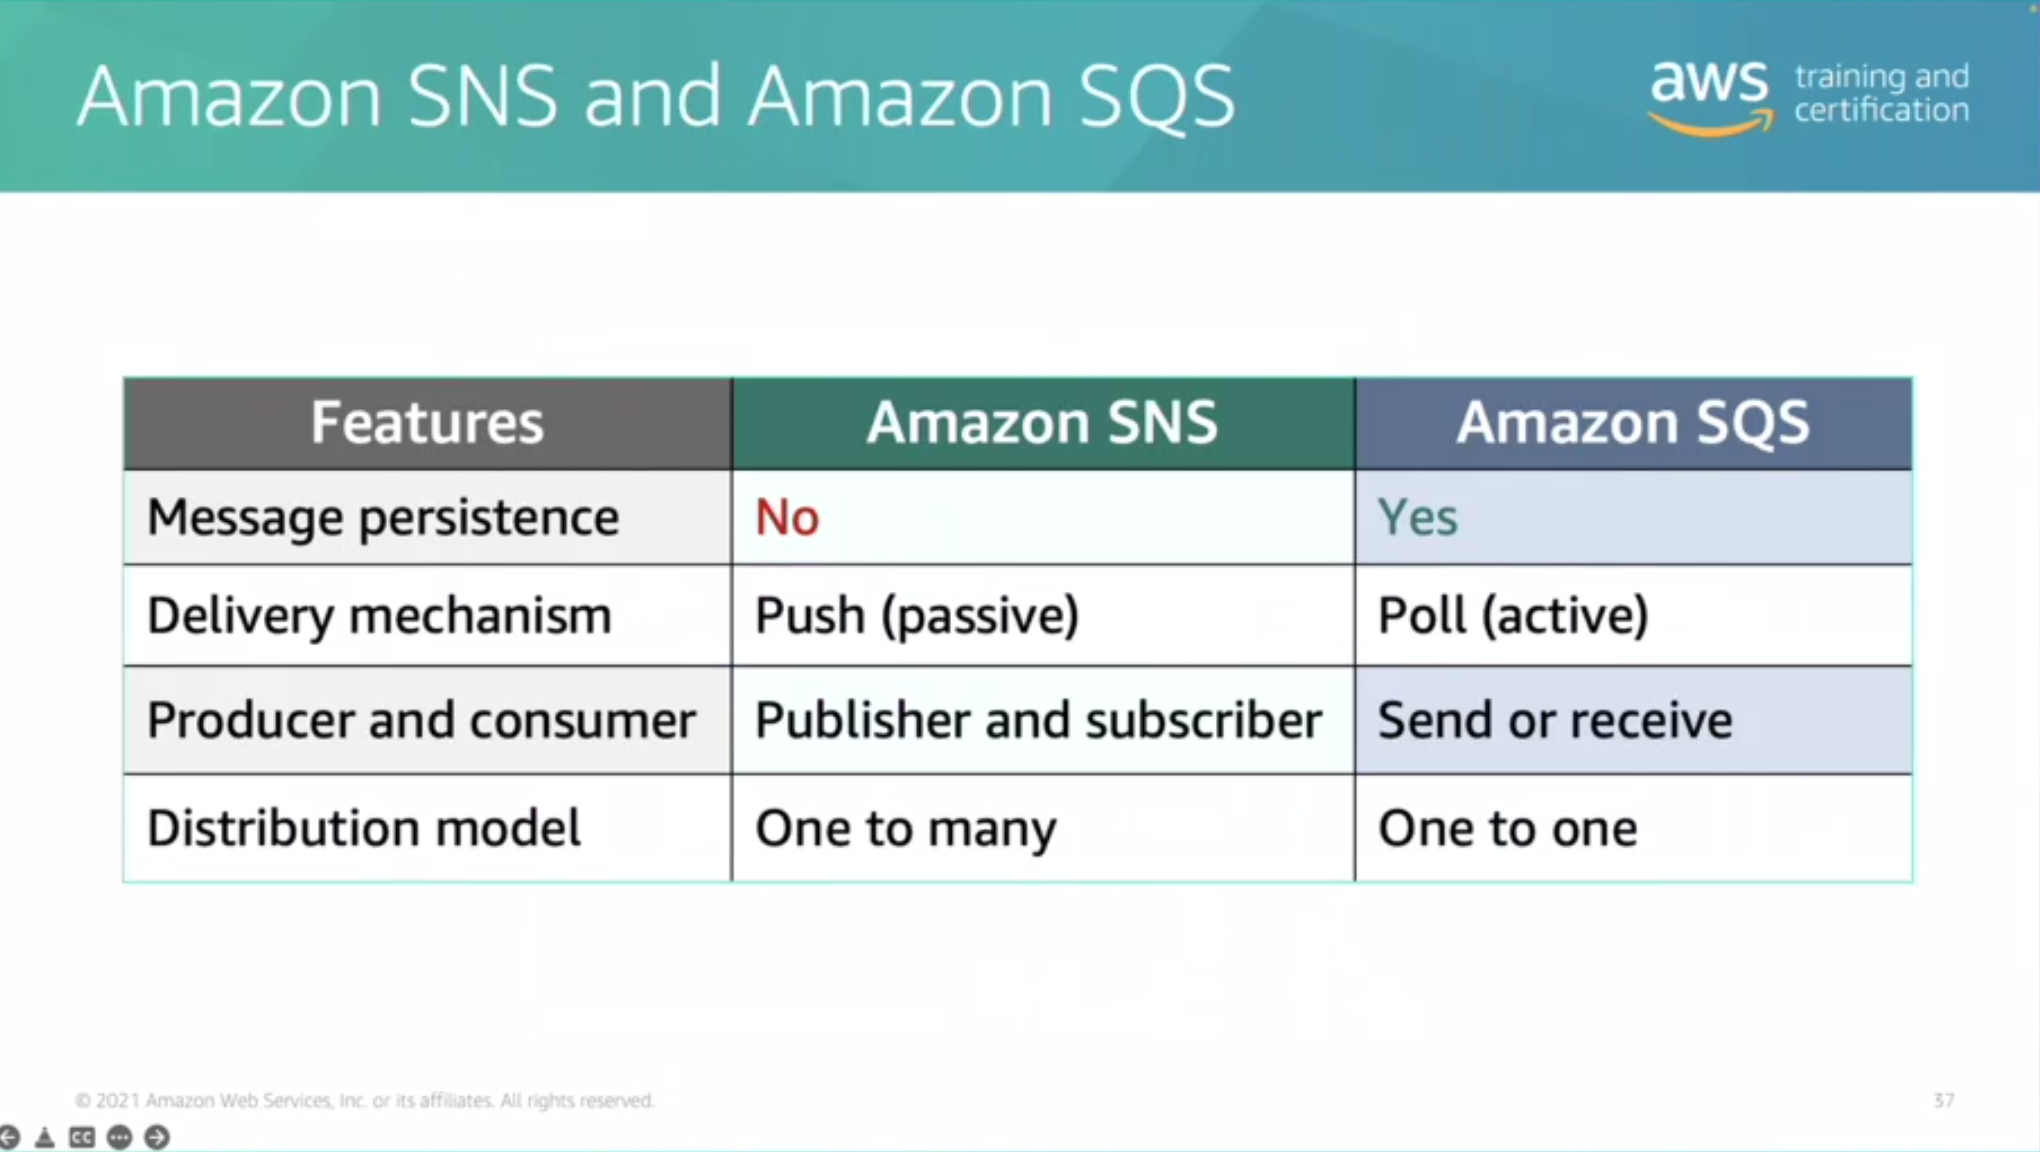 Amazon SNS and Amazon SQS
aws training and
certification
Features Amazon SNS Amazon SQS
Message persistence No Yes
Delivery mechanism Push (passive) Poll (active)
Producer and consumer Publisher and subscriber Send or receive
Distribution model One to many One to one
© 2021 Amazon Web Services, Inc. or its affiliates. All rights reserved. 37
CC